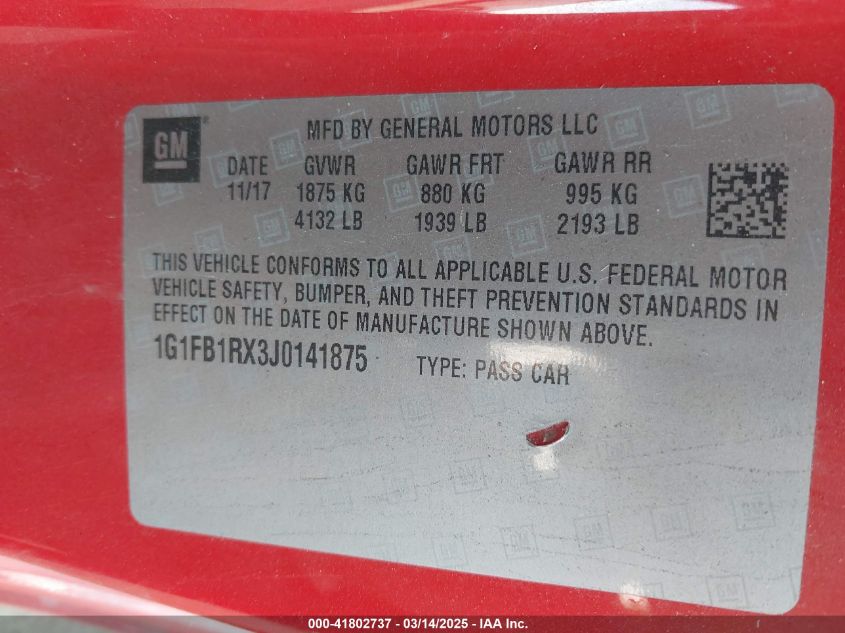 GM® MFD BY GENERAL MOTORS LLC
DATE GVWR GAWR FRT GAWR RR
11/17 1875 KG 880 KG 995 KG
4132 LB 1939 LB 2193 LB
THIS VEHICLE CONFORMS TO ALL APPLICABLE U.S. FEDERAL MOTOR
VEHICLE SAFETY, BUMPER, AND THEFT PREVENTION STANDARDS IN
EFFECT ON THE DATE OF MANUFACTURE SHOWN ABOVE.
1G1FB1RX3J0141875 TYPE: PASS CAR
000-41802737 - 03/14/2025 - IAA Inc.